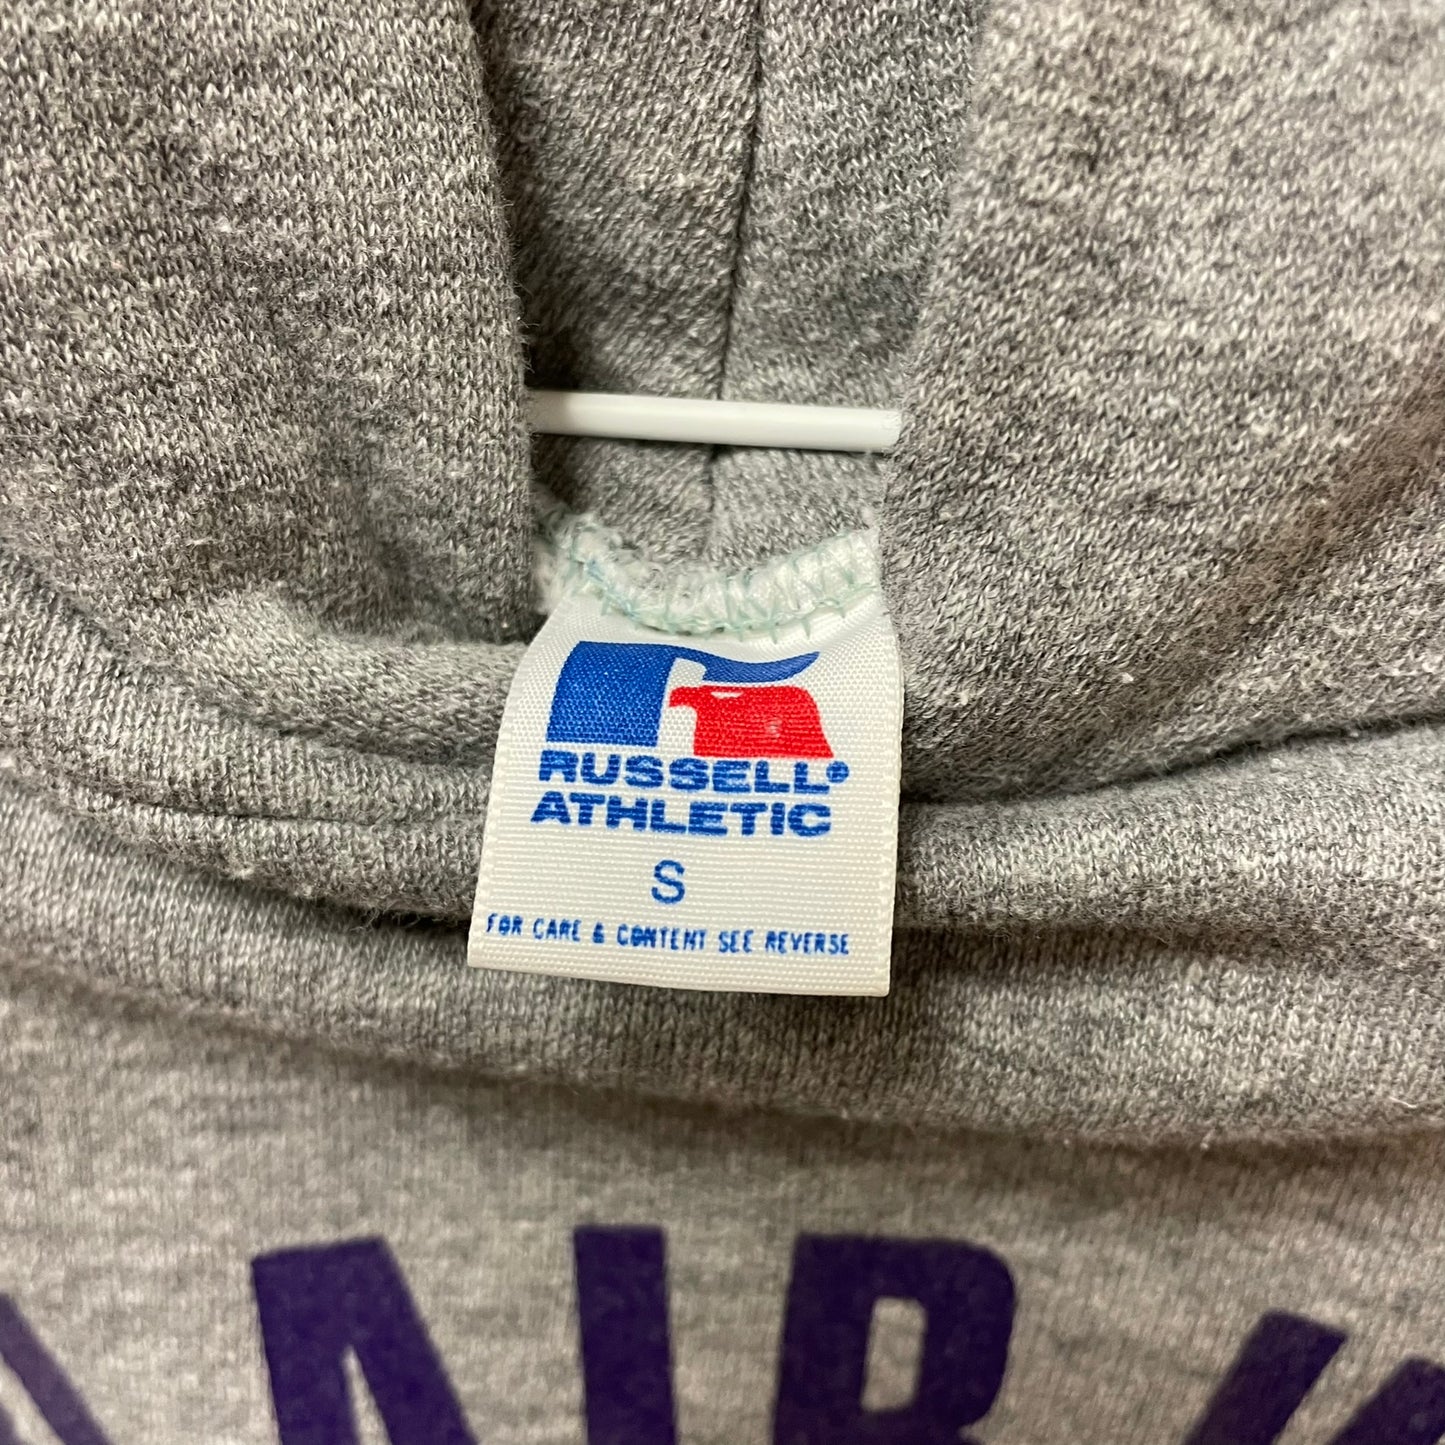 RUSSELL®
ATHLETIC
S
FOR CARE & CONTENT SEE REVERSE